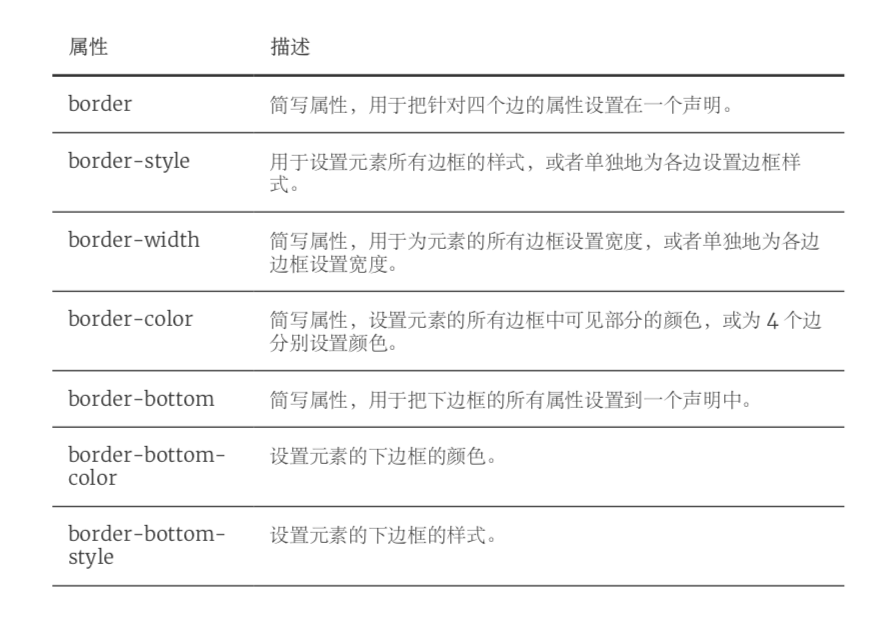 属性 描述
border 简写属性，用于把针对四个边的属性设置在一个声明。
border-style 用于设置元素所有边框的样式，或者单独地为各边设置边框样
式。
border-width 简写属性，用于为元素的所有边框设置宽度，或者单独地为各边
边框设置宽度。
border-color 简写属性，设置元素的所有边框中可见部分的颜色，或为 4 个边
分别设置颜色。
border-bottom 简写属性，用于把下边框的所有属性设置到一个声明中。
border-bottom- 设置元素的下边框的颜色。
color
border-bottom- 设置元素的下边框的样式。
style